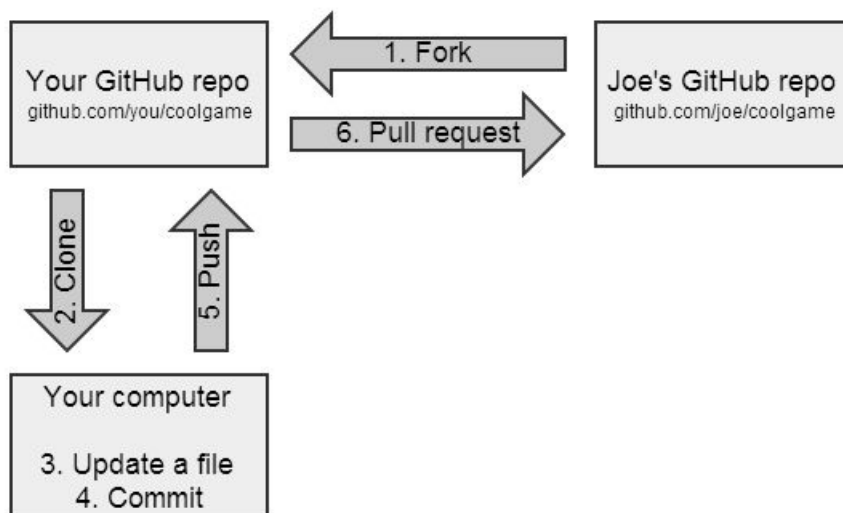 1. Fork
Your GitHub repo
github.com/you/coolgame
Joe's GitHub repo
github.com/joe/coolgame
6. Pull request
2. Clone
5. Push
Your computer
3. Update a file
4. Commit